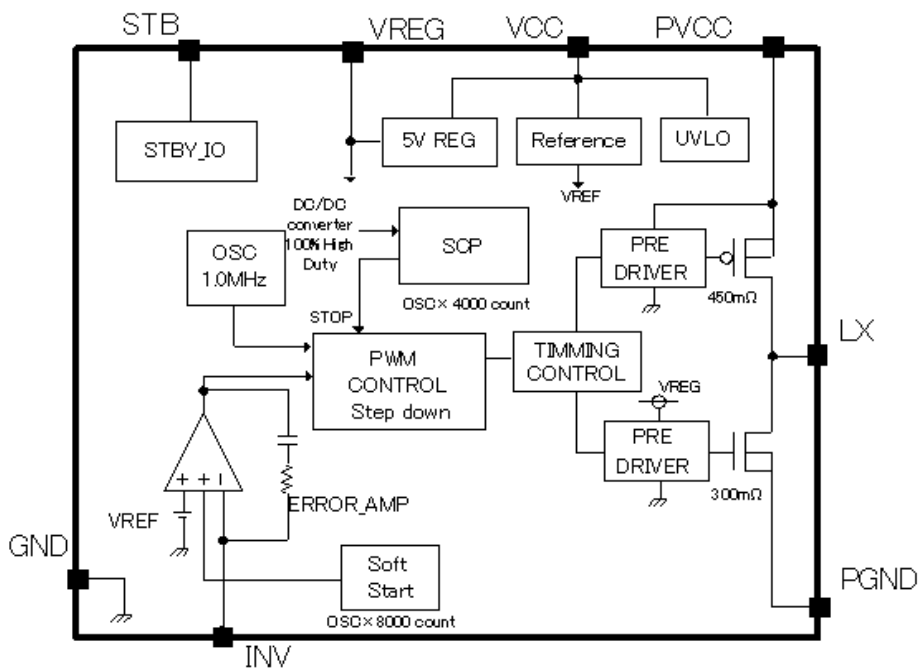 STB
VREG
VCC
PVCC
STBY_IO
5V REG
Reference
UVLO
VREF
DC/DC
converter
100% High
Duty
SCP
OSC
1.0MHz
OSC× 4000 count
STOP
PRE
DRIVER
450mΩ
LX
PWM
CONTROL
Step down
TIMMING
CONTROL
VREG
PRE
DRIVER
300mΩ
+ + −
ERROR_AMP
VREF
GND
Soft
Start
OSC×8000 count
PGND
INV